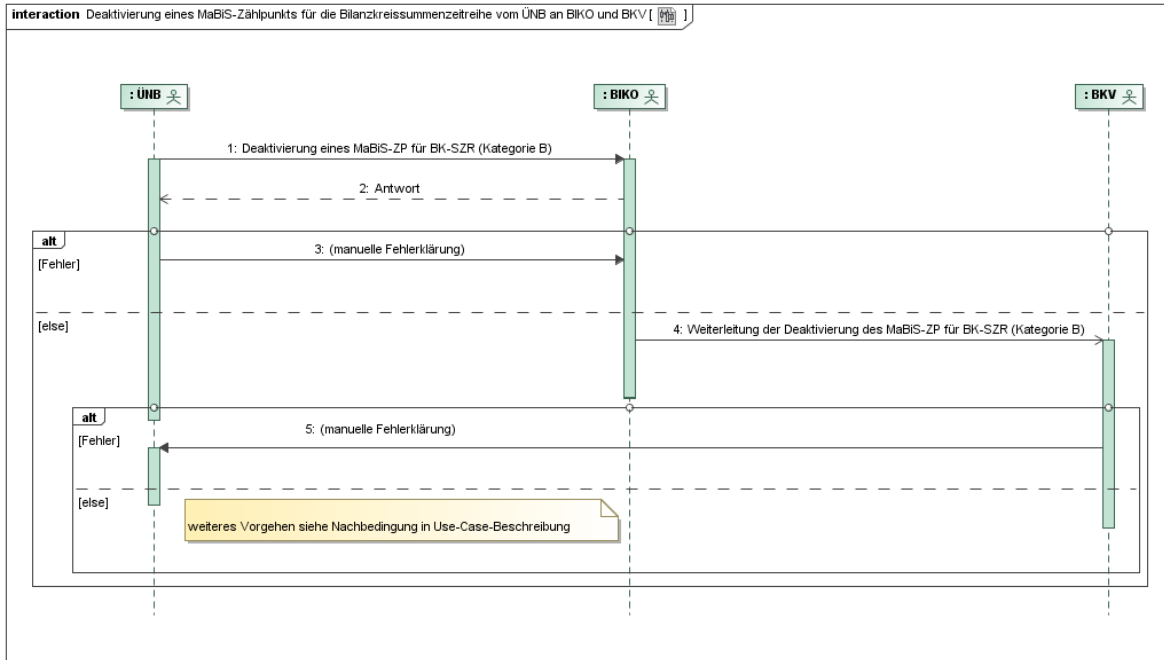 interaction Deaktivierung eines MaBiS-Zählpunkts für die Bilanzkreissummenzeitreihe vom ÜNB an BIKO und BKV [ ]
: ÜNB
: BIKO
: BKV
1: Deaktivierung eines MaBiS-ZP für BK-SZR (Kategorie B)
2: Antwort
alt
3: (manuelle Fehlerklärung)
[Fehler]
[else]
4: Weiterleitung der Deaktivierung des MaBiS-ZP für BK-SZR (Kategorie B)
alt
5: (manuelle Fehlerklärung)
[Fehler]
[else]
weiteres Vorgehen siehe Nachbedingung in Use-Case-Beschreibung